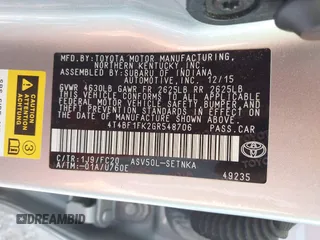 MFD. BY: TOYOTA MOTOR MANUFACTURING,
NORTHERN KENTUCKY, INC.
ASSEMBLED BY: SUBARU OF INDIANA
AUTOMOTIVE, INC. 12/15
GVWR 4630LB GAWR FR 2625LB RR 2625LB
THIS VEHICLE CONFORMS TO ALL APPLICABLE
FEDERAL MOTOR VEHICLE SAFETY, BUMPER, AND
THEFT PREVENTION STANDARDS IN EFFECT ON
THE DATE OF MANUFACTURE SHOWN ABOVE.
4T4BF1FK2GR548706 PASS.CAR
C/TR: 1J9/FC20 ASV50L-SETNKA
A/TM: -01A/U760E
TOYOTA
49235
© DREAMBID